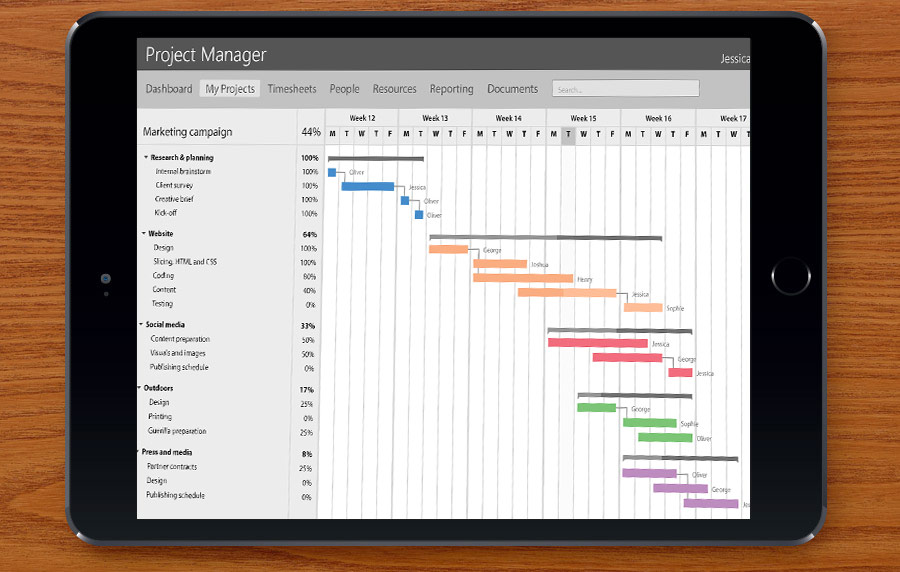 Project Manager
Jessica
Dashboard My Projects Timesheets People Resources Reporting Documents Search...
Week 12 Week 13 Week 14 Week 15 Week 16 Week 17
Marketing campaign 44% M T W T F M T W T F M T W T F M T W T F M T W T F M T W
Research & planning 100%
Internal brainstorm 100% Oliver
Client survey 100% Jessica
Creative brief 100% Oliver
Kick-off 100% Oliver
Website 64%
Design 100% George
Slicing, HTML and CSS 100% Joshua
Coding 80% Henry
Content 40% Jessica
Testing 0% Sophie
Social media 33%
Content preparation 50% Jessica
Visuals and images 50% George
Publishing schedule 0% Jessica
Outdoors 17%
Design 25% George
Printing 0% Sophie
Guerilla preparation 25% Oliver
Press and media 8%
Partner contracts 25% Oliver
Design 0% George
Publishing schedule 0% Jes